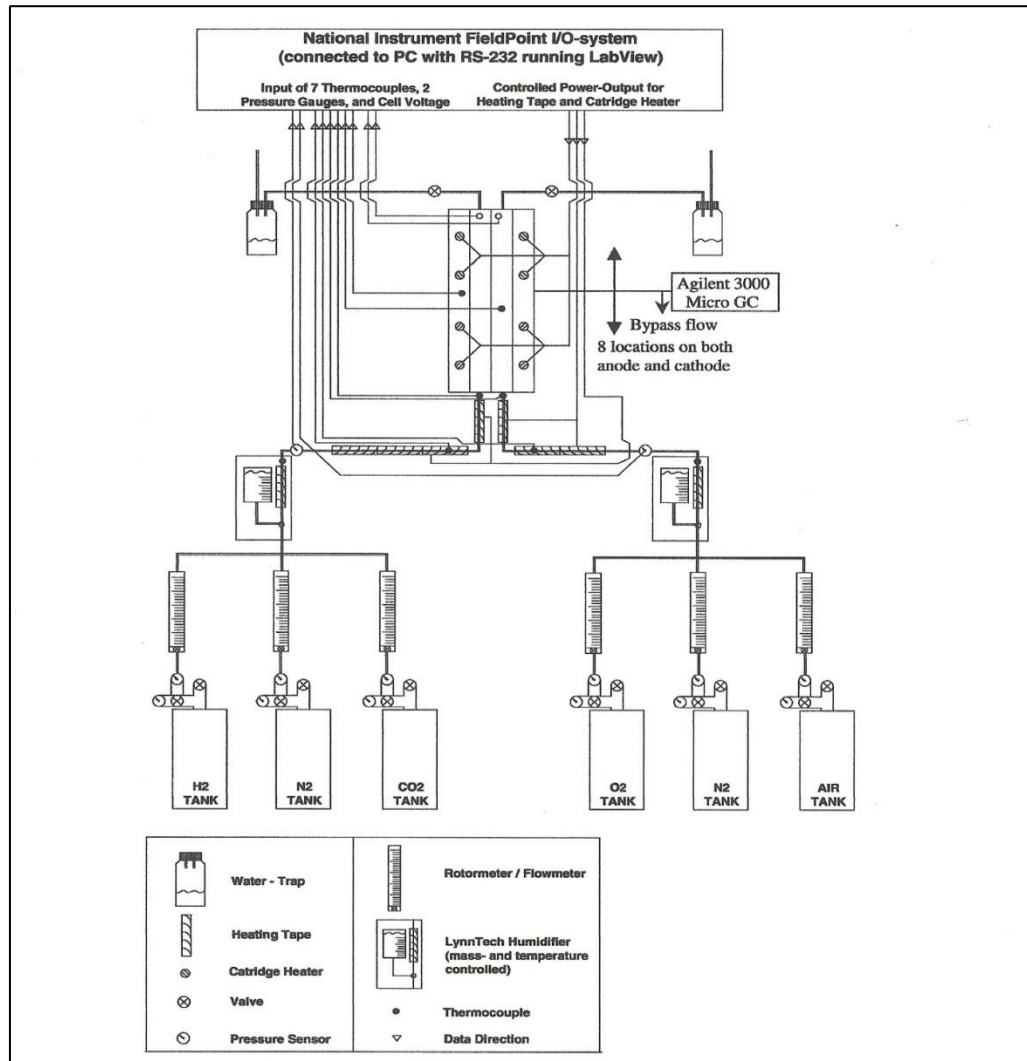 National Instrument FieldPoint I/O-system
(connected to PC with RS-232 running LabView)
Input of 7 Thermocouples, 2
Pressure Gauges, and Cell Voltage
Controlled Power-Output for
Heating Tape and Catridge Heater
Agilent 3000
Micro GC
Bypass flow
8 locations on both
anode and cathode
H2
TANK
N2
TANK
CO2
TANK
O2
TANK
N2
TANK
AIR
TANK
Water - Trap
Heating Tape
Catridge Heater
Valve
Pressure Sensor
Rotormeter / Flowmeter
LynnTech Humidifier
(mass- and temperature
controlled)
Thermocouple
Data Direction